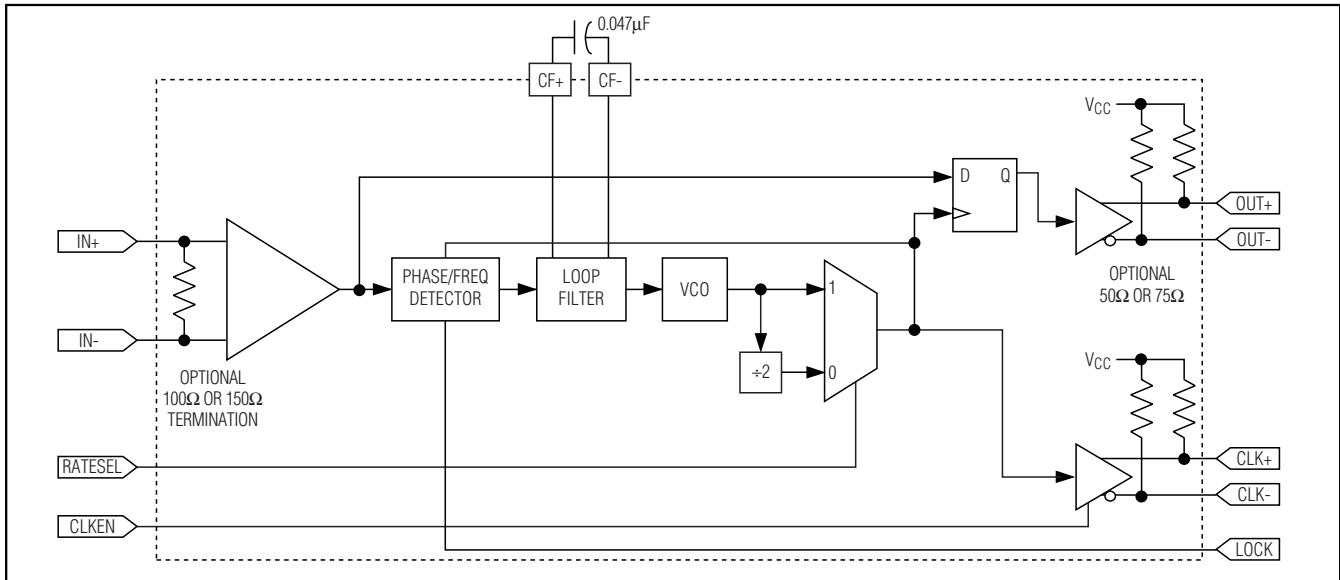 0.047µF
CF+
CF-
VCC
D
Q
OUT+
IN+
OUT-
PHASE/FREQ
DETECTOR
LOOP
FILTER
VCO
1
OPTIONAL
50Ω OR 75Ω
IN-
÷2
0
VCC
OPTIONAL
100Ω OR 150Ω
TERMINATION
RATESEL
CLK+
CLK-
CLKEN
LOCK